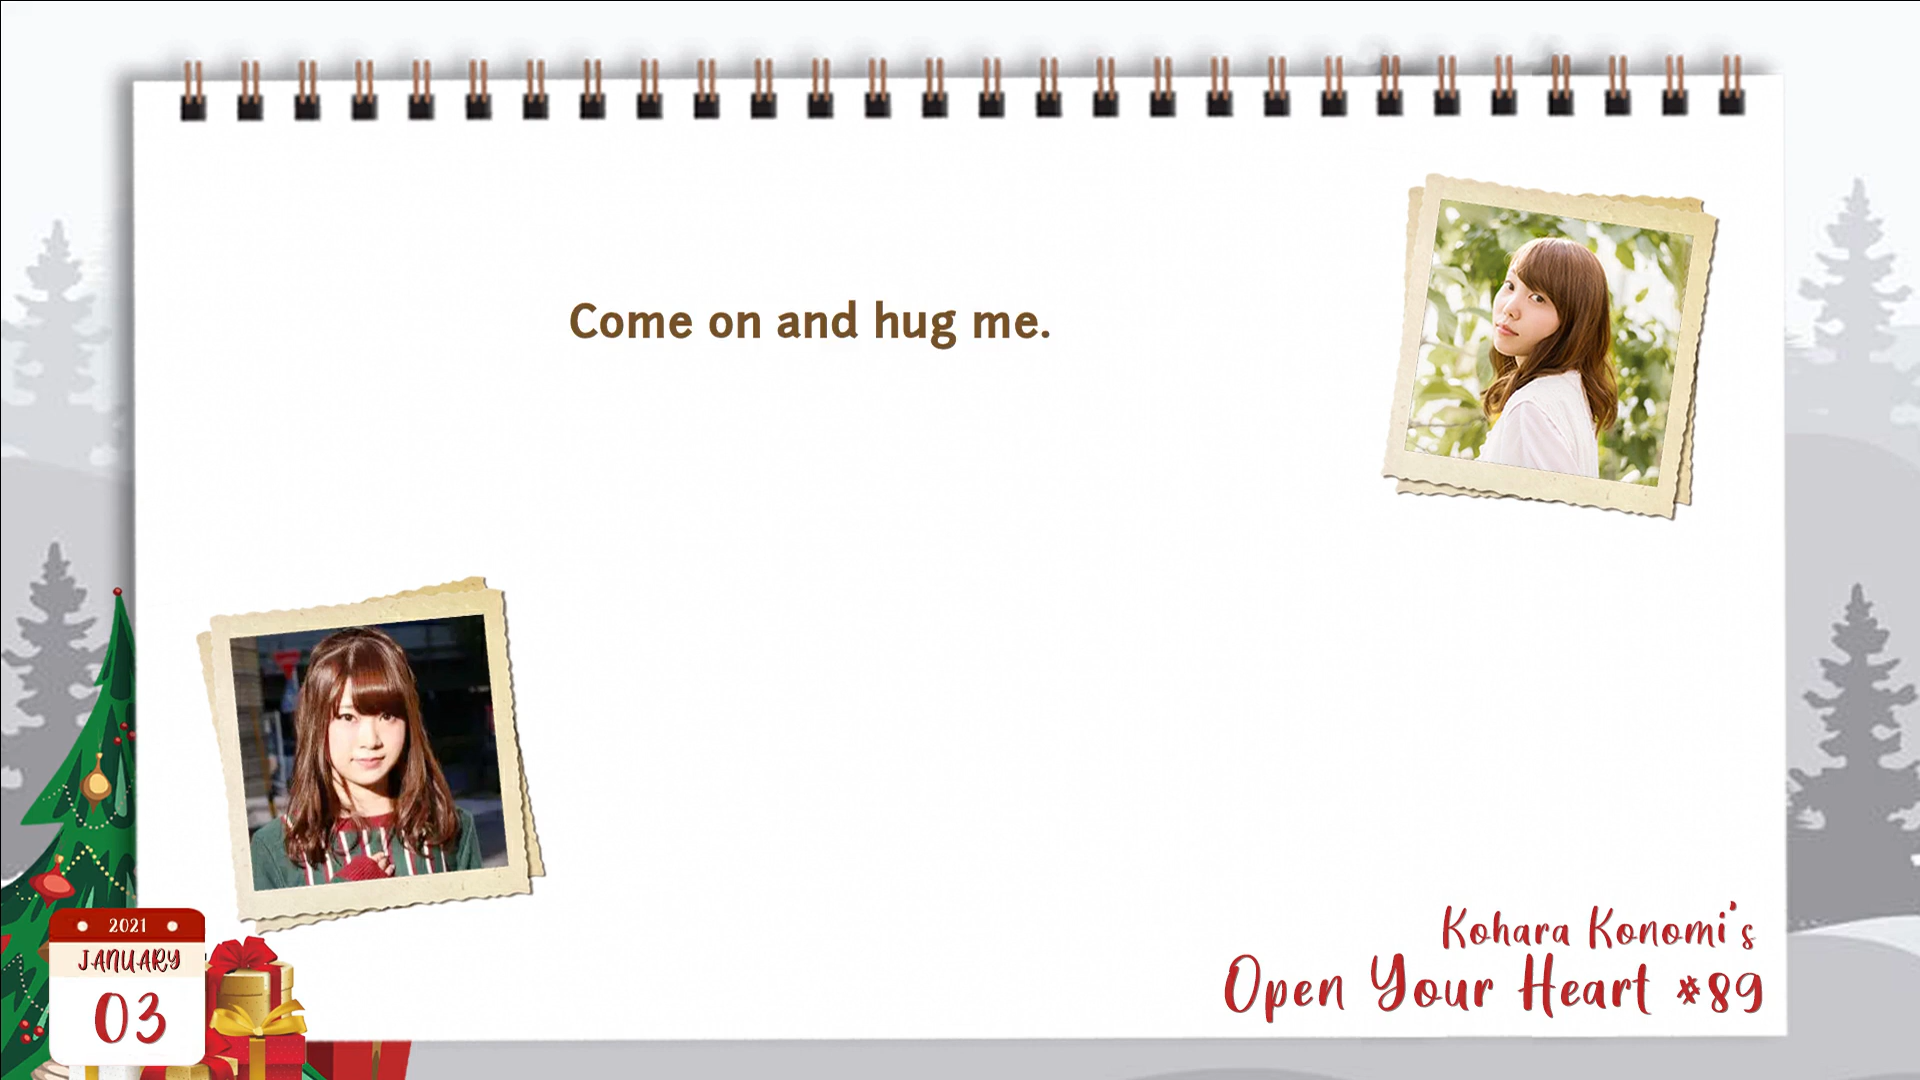 Come on and hug me.
2021
JANUARY
03
Kohara Konomi's
Open Your Heart #89